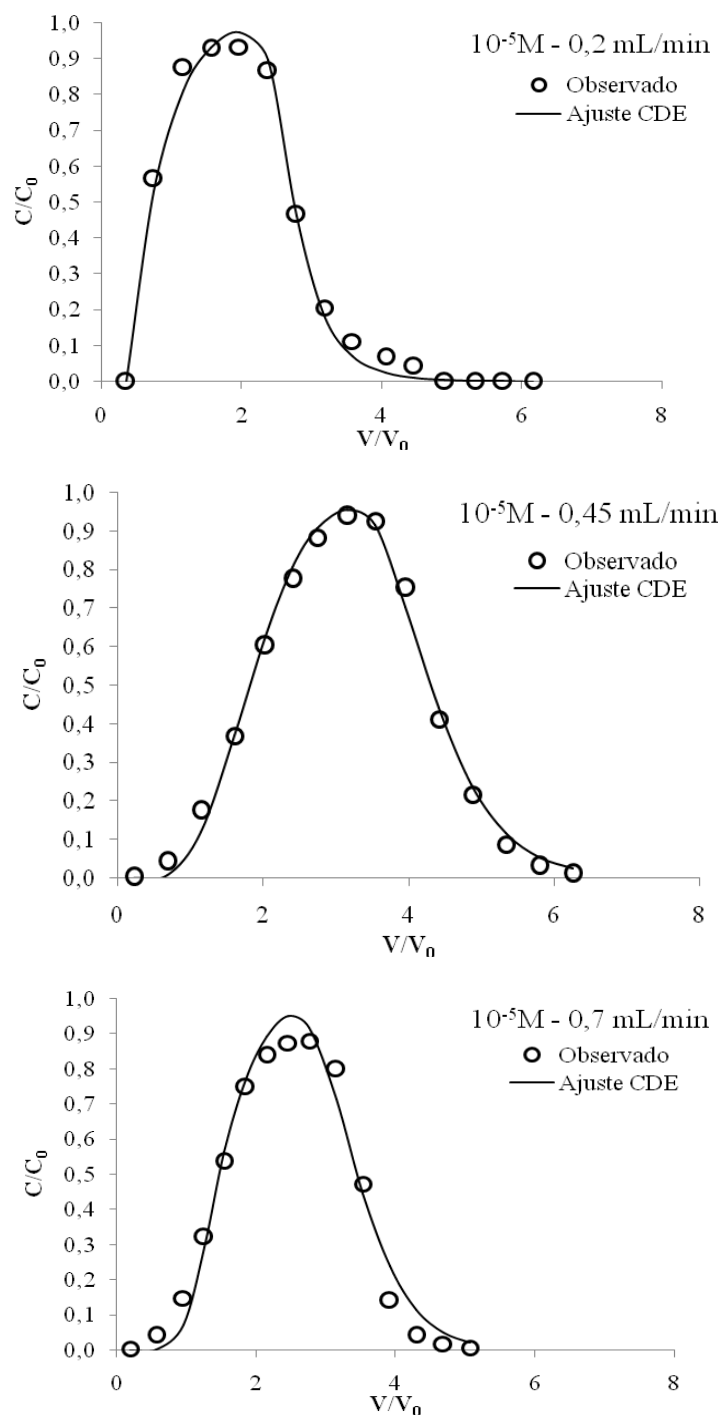 10⁻⁵M - 0,2 mL/min
Observado
Ajuste CDE
C/C₀
1,0
0,9
0,8
0,7
0,6
0,5
0,4
0,3
0,2
0,1
0,0
0 2 4 6 8
V/V₀
10⁻⁵M - 0,45 mL/min
Observado
Ajuste CDE
C/C₀
1,0
0,9
0,8
0,7
0,6
0,5
0,4
0,3
0,2
0,1
0,0
0 2 4 6 8
V/V₀
10⁻⁵M - 0,7 mL/min
Observado
Ajuste CDE
C/C₀
1,0
0,9
0,8
0,7
0,6
0,5
0,4
0,3
0,2
0,1
0,0
0 2 4 6 8
V/V₀